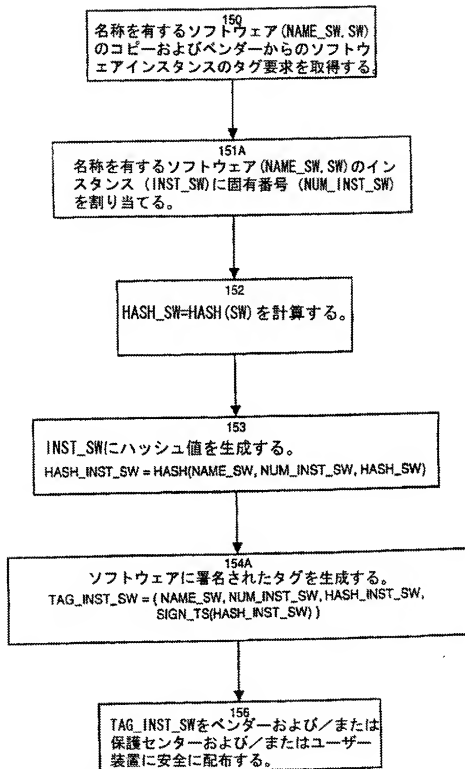 150
名称を有するソフトウェア(NAME_SW.SW)
のコピーおよびベンダーからのソフトウ
ェアインスタンスのタグ要求を取得する。
151A
名称を有するソフトウェア(NAME_SW.SW)のイン
スタンス (INST_SW)に固有番号 (NUM_INST_SW)
を割り当てる。
152
HASH_SW=HASH(SW)を計算する。
153
INST_SWにハッシュ値を生成する。
HASH_INST_SW = HASH(NAME_SW, NUM_INST_SW, HASH_SW)
154A
ソフトウェアに署名されたタグを生成する。
TAG_INST_SW = ( NAME_SW, NUM_INST_SW, HASH_INST_SW,
SIGN_TS(HASH_INST_SW) )
156
TAG_INST_SWをベンダーおよび/または
保護センターおよび/またはユーザー
装置に安全に配布する。